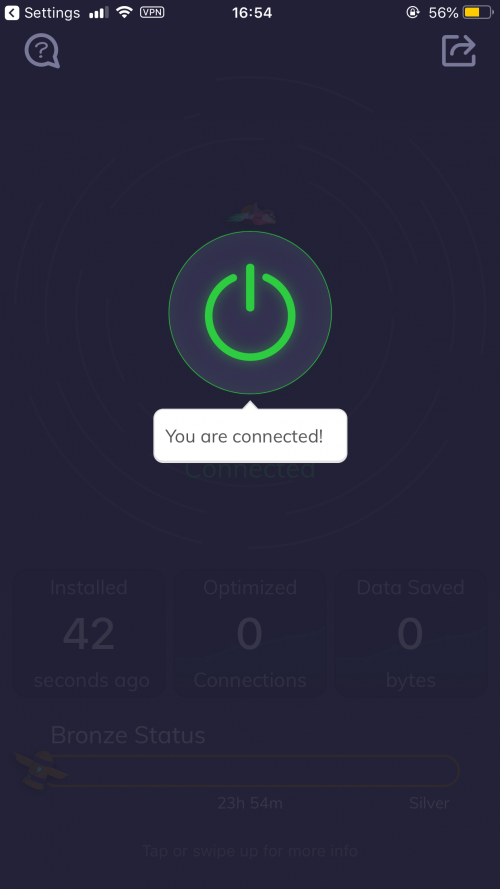 Settings VPN 16:54 56%
You are connected!
Connected
Installed Optimized Data Saved
42 0 0
seconds ago Connections bytes
Bronze Status
23h 54m Silver
Tap or swipe up for more info